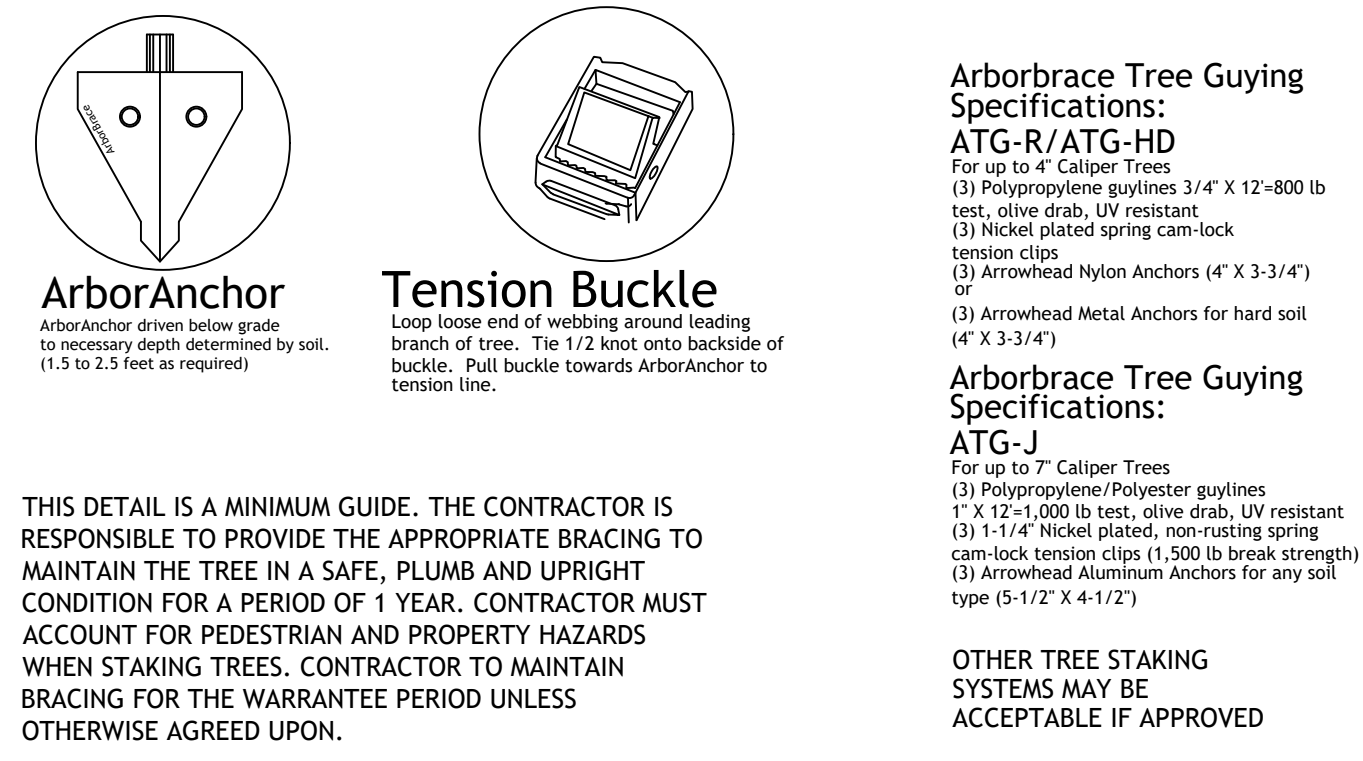 ArborBrace
ArborAnchor
ArborAnchor driven below grade
to necessary depth determined by soil.
(1.5 to 2.5 feet as required)
Tension Buckle
Loop loose end of webbing around leading
branch of tree.  Tie 1/2 knot onto backside of
buckle.  Pull buckle towards ArborAnchor to
tension line.
THIS DETAIL IS A MINIMUM GUIDE. THE CONTRACTOR IS
RESPONSIBLE TO PROVIDE THE APPROPRIATE BRACING TO
MAINTAIN THE TREE IN A SAFE, PLUMB AND UPRIGHT
CONDITION FOR A PERIOD OF 1 YEAR. CONTRACTOR MUST
ACCOUNT FOR PEDESTRIAN AND PROPERTY HAZARDS
WHEN STAKING TREES. CONTRACTOR TO MAINTAIN
BRACING FOR THE WARRANTEE PERIOD UNLESS
OTHERWISE AGREED UPON.
Arborbrace Tree Guying
Specifications:
ATG-R/ATG-HD
For up to 4" Caliper Trees
(3) Polypropylene guylines 3/4" X 12'=800 lb
test, olive drab, UV resistant
(3) Nickel plated spring cam-lock
tension clips
(3) Arrowhead Nylon Anchors (4" X 3-3/4")
or
(3) Arrowhead Metal Anchors for hard soil
(4" X 3-3/4")
Arborbrace Tree Guying
Specifications:
ATG-J
For up to 7" Caliper Trees
(3) Polypropylene/Polyester guylines
1" X 12'=1,000 lb test, olive drab, UV resistant
(3) 1-1/4" Nickel plated, non-rusting spring
cam-lock tension clips (1,500 lb break strength)
(3) Arrowhead Aluminum Anchors for any soil
type (5-1/2" X 4-1/2")
OTHER TREE STAKING
SYSTEMS MAY BE
ACCEPTABLE IF APPROVED